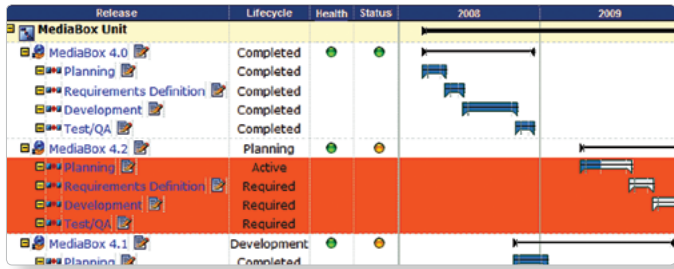 Release Lifecycle Health Status 2008 2009
MediaBox Unit
MediaBox 4.0 Completed
Planning Completed
Requirements Definition Completed
Development Completed
Test/QA Completed
MediaBox 4.2 Planning
Planning Active
Requirements Definition Required
Development Required
Test/QA Required
MediaBox 4.1 Development
Planning Completed